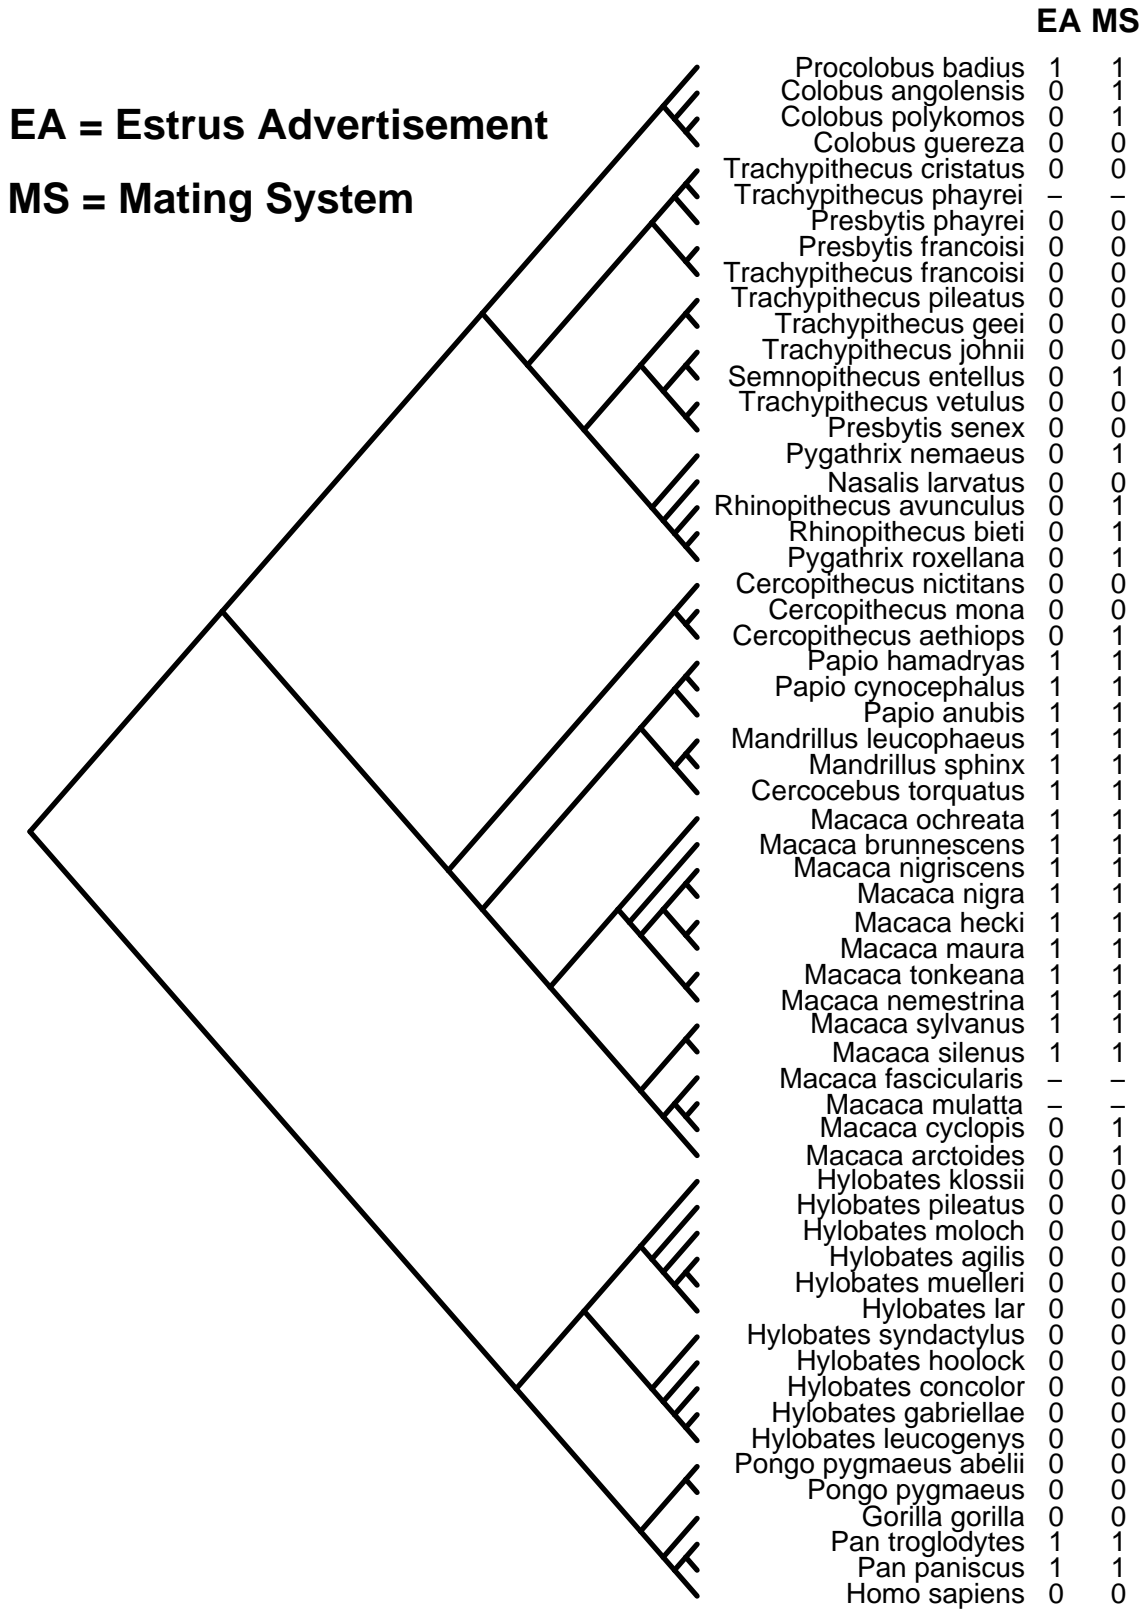 EA MS
EA = Estrus Advertisement
MS = Mating System
Procolobus badius 1 1
Colobus angolensis 0 1
Colobus polykomos 0 1
Colobus guereza 0 0
Trachypithecus cristatus 0 0
Trachypithecus phayrei – –
Presbytis phayrei 0 0
Presbytis francoisi 0 0
Trachypithecus francoisi 0 0
Trachypithecus pileatus 0 0
Trachypithecus geei 0 0
Trachypithecus johnii 0 0
Semnopithecus entellus 0 1
Trachypithecus vetulus 0 0
Presbytis senex 0 0
Pygathrix nemaeus 0 1
Nasalis larvatus 0 0
Rhinopithecus avunculus 0 1
Rhinopithecus bieti 0 1
Pygathrix roxellana 0 1
Cercopithecus nictitans 0 0
Cercopithecus mona 0 0
Cercopithecus aethiops 0 1
Papio hamadryas 1 1
Papio cynocephalus 1 1
Papio anubis 1 1
Mandrillus leucophaeus 1 1
Mandrillus sphinx 1 1
Cercocebus torquatus 1 1
Macaca ochreata 1 1
Macaca brunnescens 1 1
Macaca nigriscens 1 1
Macaca nigra 1 1
Macaca hecki 1 1
Macaca maura 1 1
Macaca tonkeana 1 1
Macaca nemestrina 1 1
Macaca sylvanus 1 1
Macaca silenus 1 1
Macaca fascicularis – –
Macaca mulatta – –
Macaca cyclopis 0 1
Macaca arctoides 0 1
Hylobates klossii 0 0
Hylobates pileatus 0 0
Hylobates moloch 0 0
Hylobates agilis 0 0
Hylobates muelleri 0 0
Hylobates lar 0 0
Hylobates syndactylus 0 0
Hylobates hoolock 0 0
Hylobates concolor 0 0
Hylobates gabriellae 0 0
Hylobates leucogenys 0 0
Pongo pygmaeus abelii 0 0
Pongo pygmaeus 0 0
Gorilla gorilla 0 0
Pan troglodytes 1 1
Pan paniscus 1 1
Homo sapiens 0 0